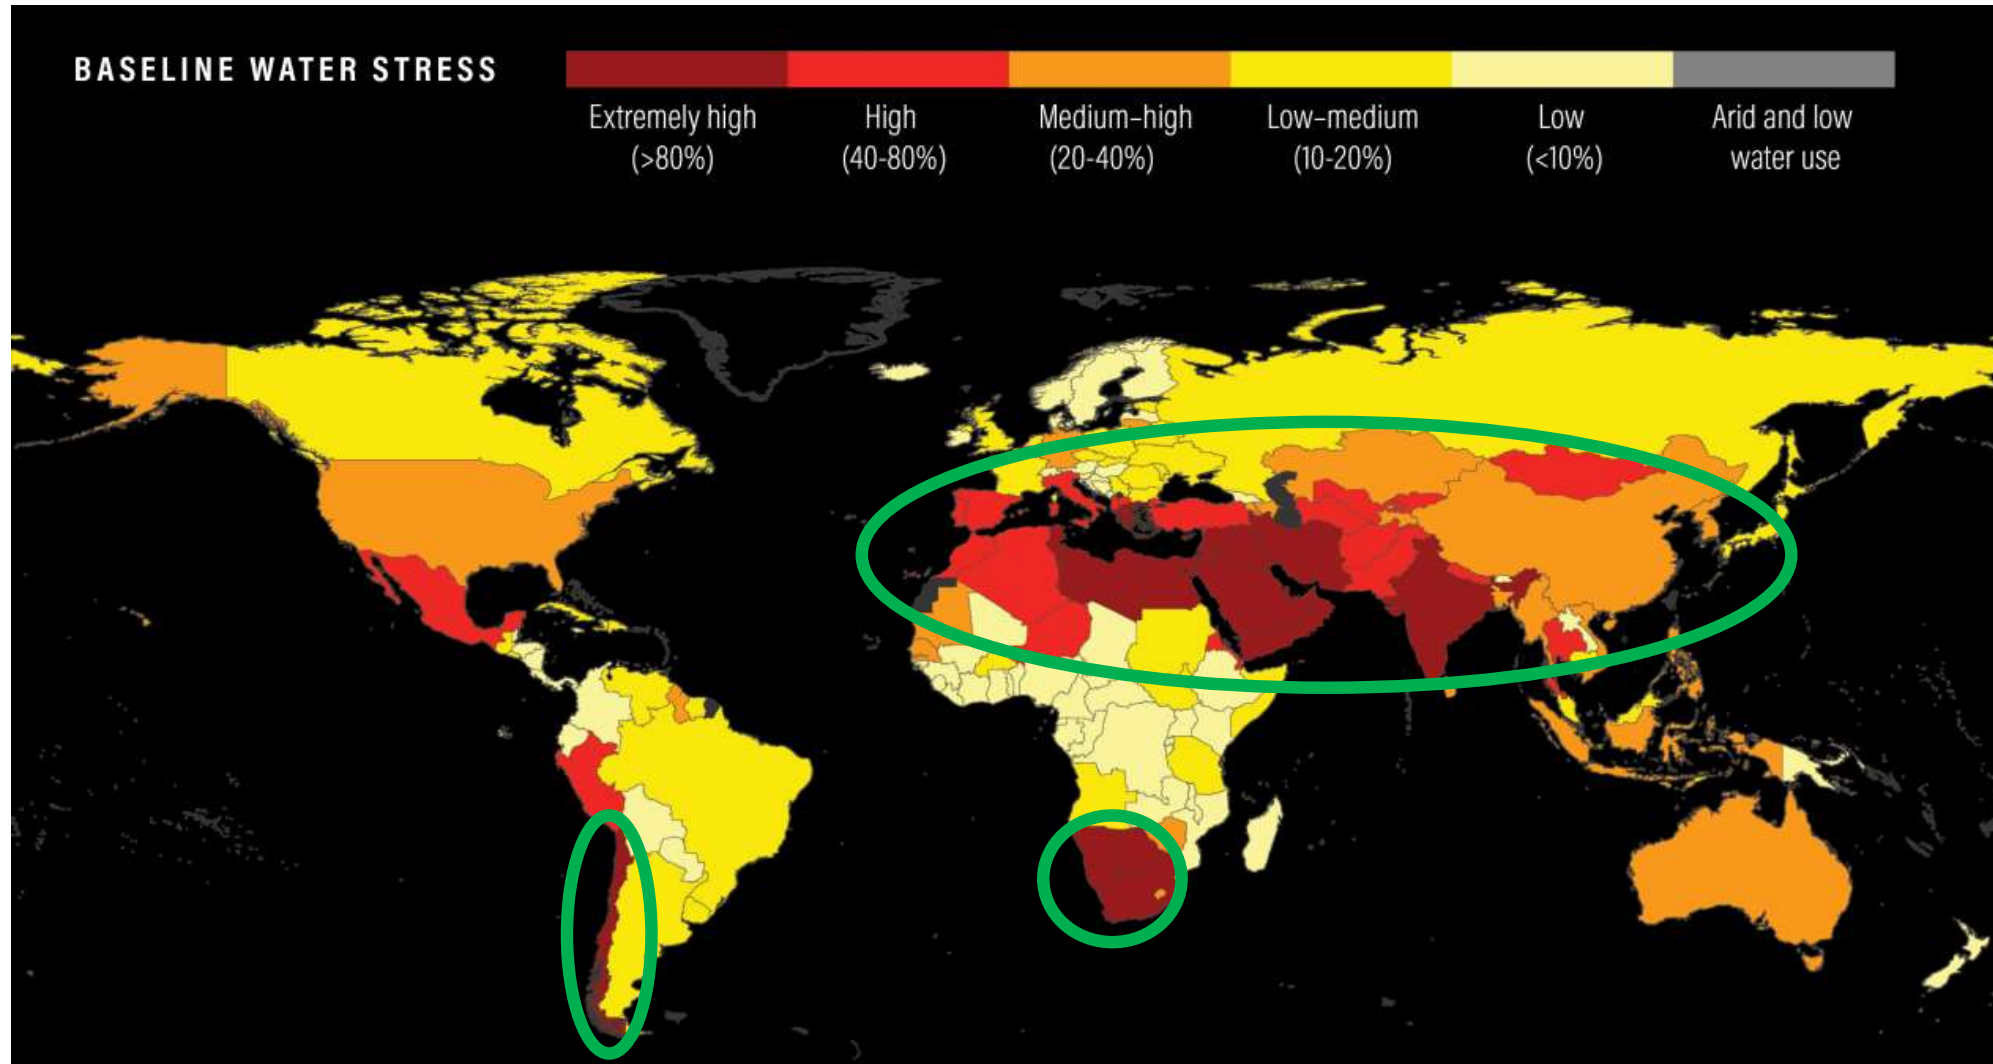 BASELINE WATER STRESS
Extremely high
(>80%)
High
(40-80%)
Medium–high
(20-40%)
Low–medium
(10-20%)
Low
(<10%)
Arid and low
water use